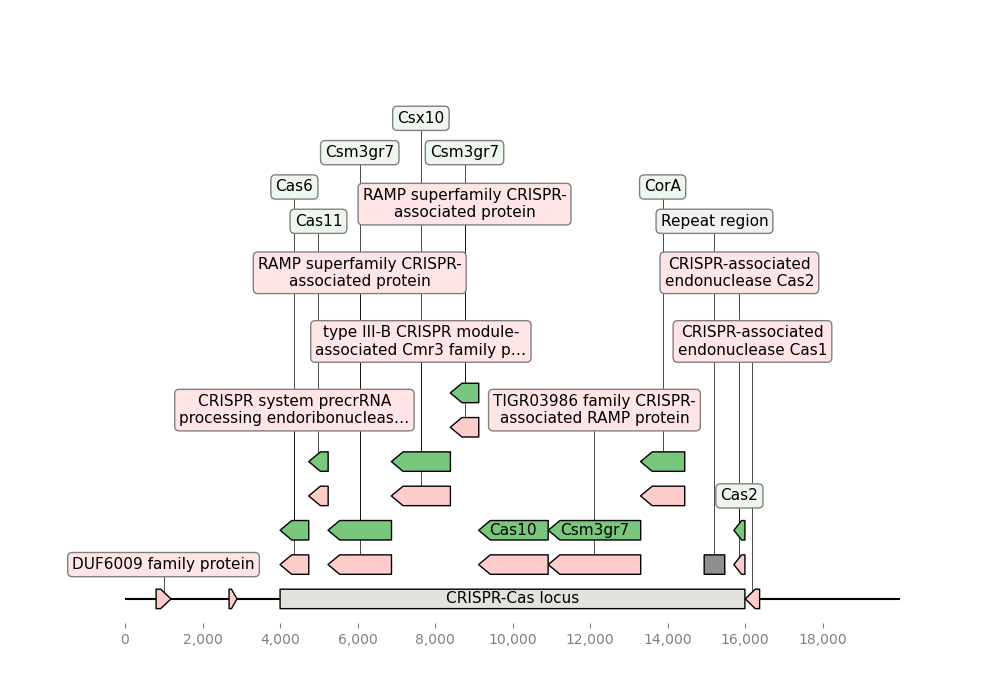 Csx10
Csm3gr7
Csm3gr7
Cas6
CorA
RAMP superfamily CRISPR-
associated protein
Cas11
Repeat region
RAMP superfamily CRISPR-
associated protein
CRISPR-associated
endonuclease Cas2
type III-B CRISPR module-
associated Cmr3 family p…
CRISPR-associated
endonuclease Cas1
CRISPR system precrRNA
processing endoribonucleas…
TIGR03986 family CRISPR-
associated RAMP protein
Cas2
Cas10
Csm3gr7
DUF6009 family protein
CRISPR-Cas locus
0
2,000
4,000
6,000
8,000
10,000
12,000
14,000
16,000
18,000